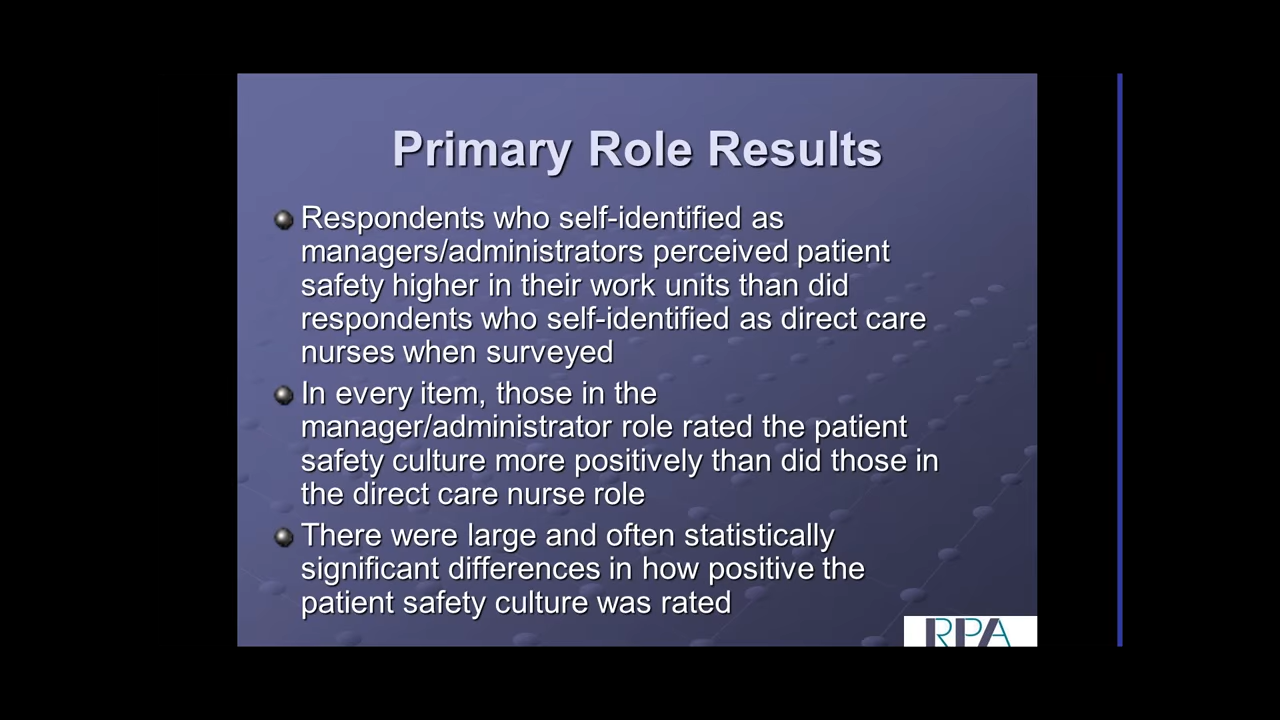 Primary Role Results
Respondents who self-identified as
managers/administrators perceived patient
safety higher in their work units than did
respondents who self-identified as direct care
nurses when surveyed
In every item, those in the
manager/administrator role rated the patient
safety culture more positively than did those in
the direct care nurse role
There were large and often statistically
significant differences in how positive the
patient safety culture was rated
RPA